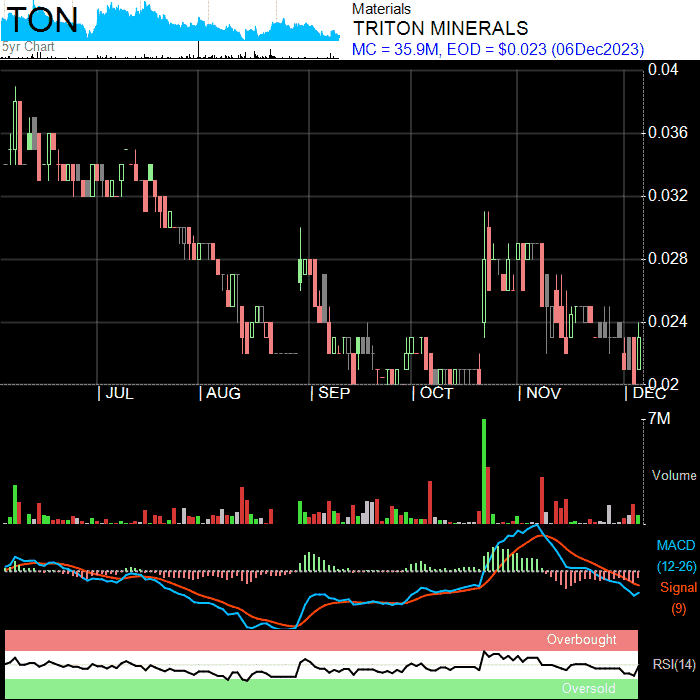 TON
5yr Chart
Materials
TRITON MINERALS
MC = 35.9M, EOD = $0.023 (06Dec2023)
0.04
0.036
0.032
0.028
0.024
0.02
| JUL | AUG | SEP | OCT | NOV | DEC
7M
Volume
MACD
(12-26)
Signal
(9)
Overbought
RSI(14)
Oversold